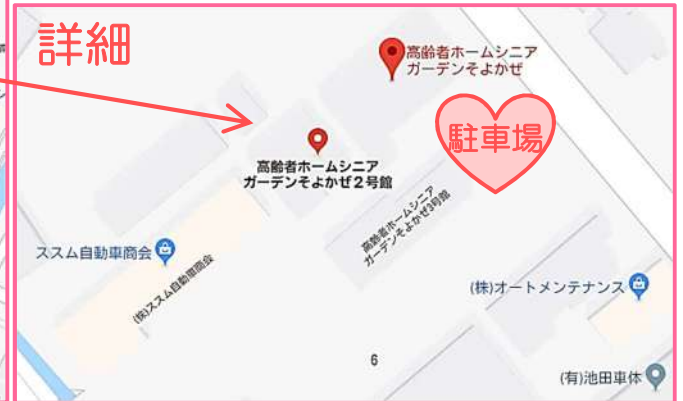 詳細
高齢者ホームシニア
ガーデンそよかぜ
駐車場
高齢者ホームシニア
ガーデンそよかぜ2号館
高齢者ホームシニア
ガーデンそよかぜ3号館
ススム自動車商会
(株)ススム自動車商会
(株)オートメンテナンス
6
(有)池田車体